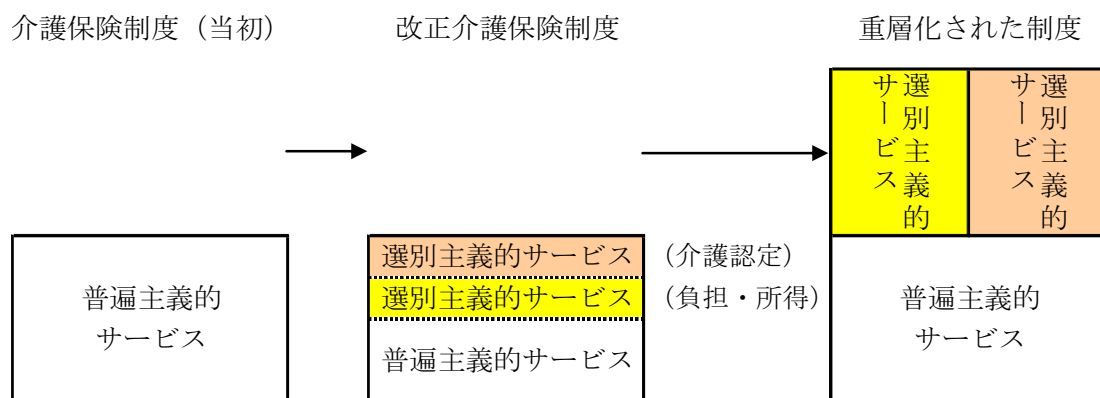 介護保険制度（当初）
改正介護保険制度
重層化された制度
選別主義的
サービス
選別主義的
サービス
普遍主義的
サービス
選別主義的サービス
（介護認定）
選別主義的サービス
（負担・所得）
普遍主義的サービス
普遍主義的
サービス